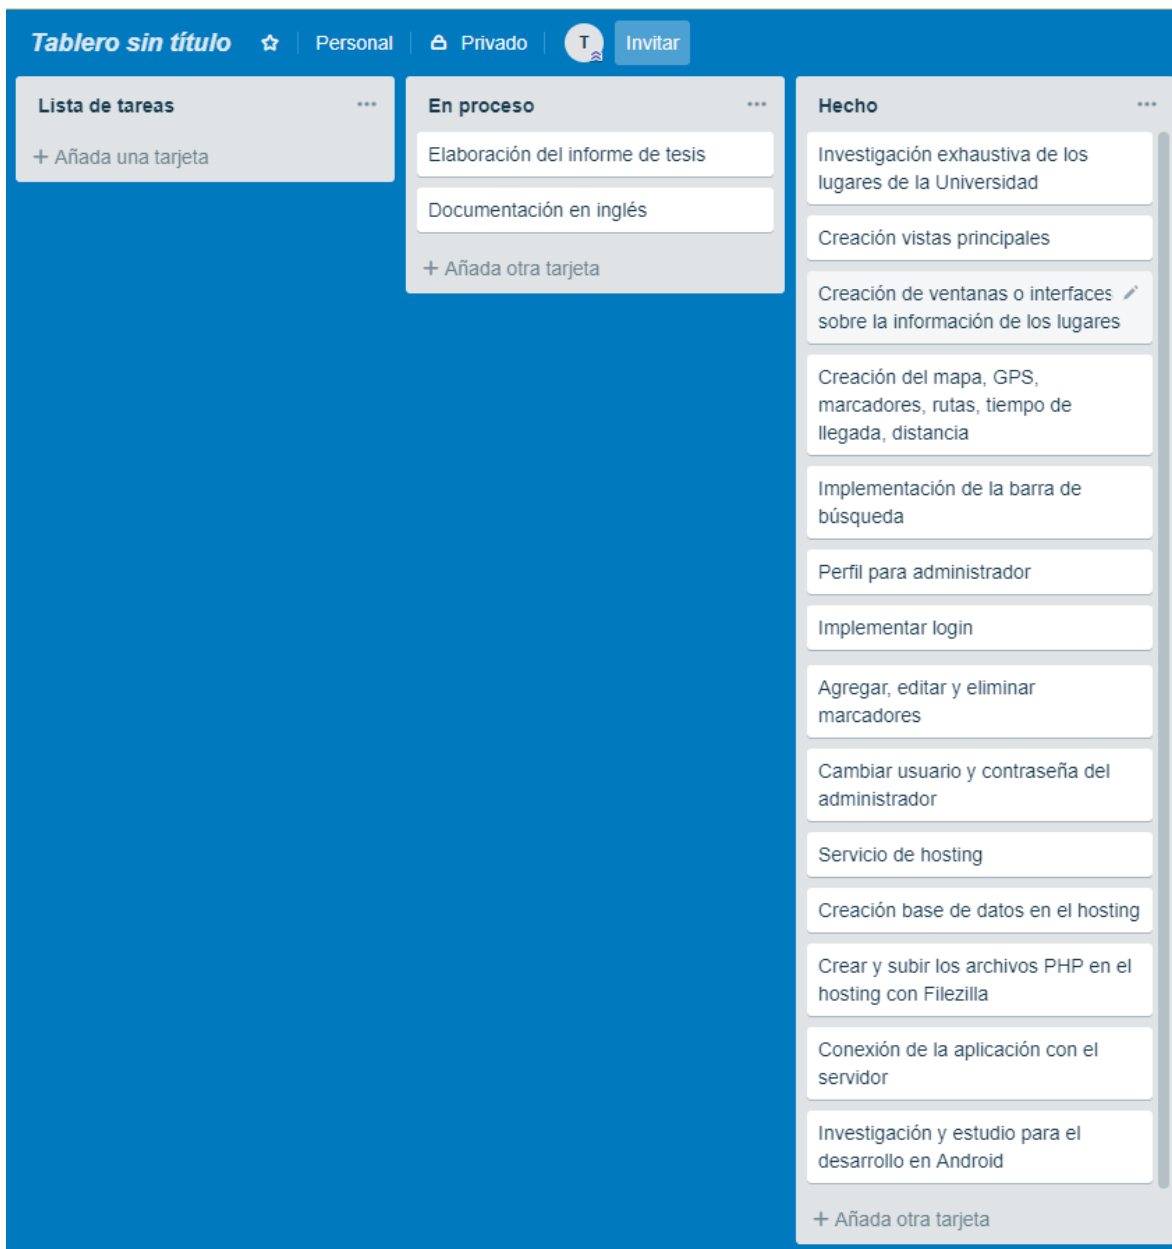 Tablero sin título
Personal
Privado
T
Invitar
Lista de tareas
+ Añada una tarjeta
En proceso
Elaboración del informe de tesis
Documentación en inglés
+ Añada otra tarjeta
Hecho
Investigación exhaustiva de los
lugares de la Universidad
Creación vistas principales
Creación de ventanas o interfaces
sobre la información de los lugares
Creación del mapa, GPS,
marcadores, rutas, tiempo de
llegada, distancia
Implementación de la barra de
búsqueda
Perfil para administrador
Implementar login
Agregar, editar y eliminar
marcadores
Cambiar usuario y contraseña del
administrador
Servicio de hosting
Creación base de datos en el hosting
Crear y subir los archivos PHP en el
hosting con Filezilla
Conexión de la aplicación con el
servidor
Investigación y estudio para el
desarrollo en Android
+ Añada otra tarjeta